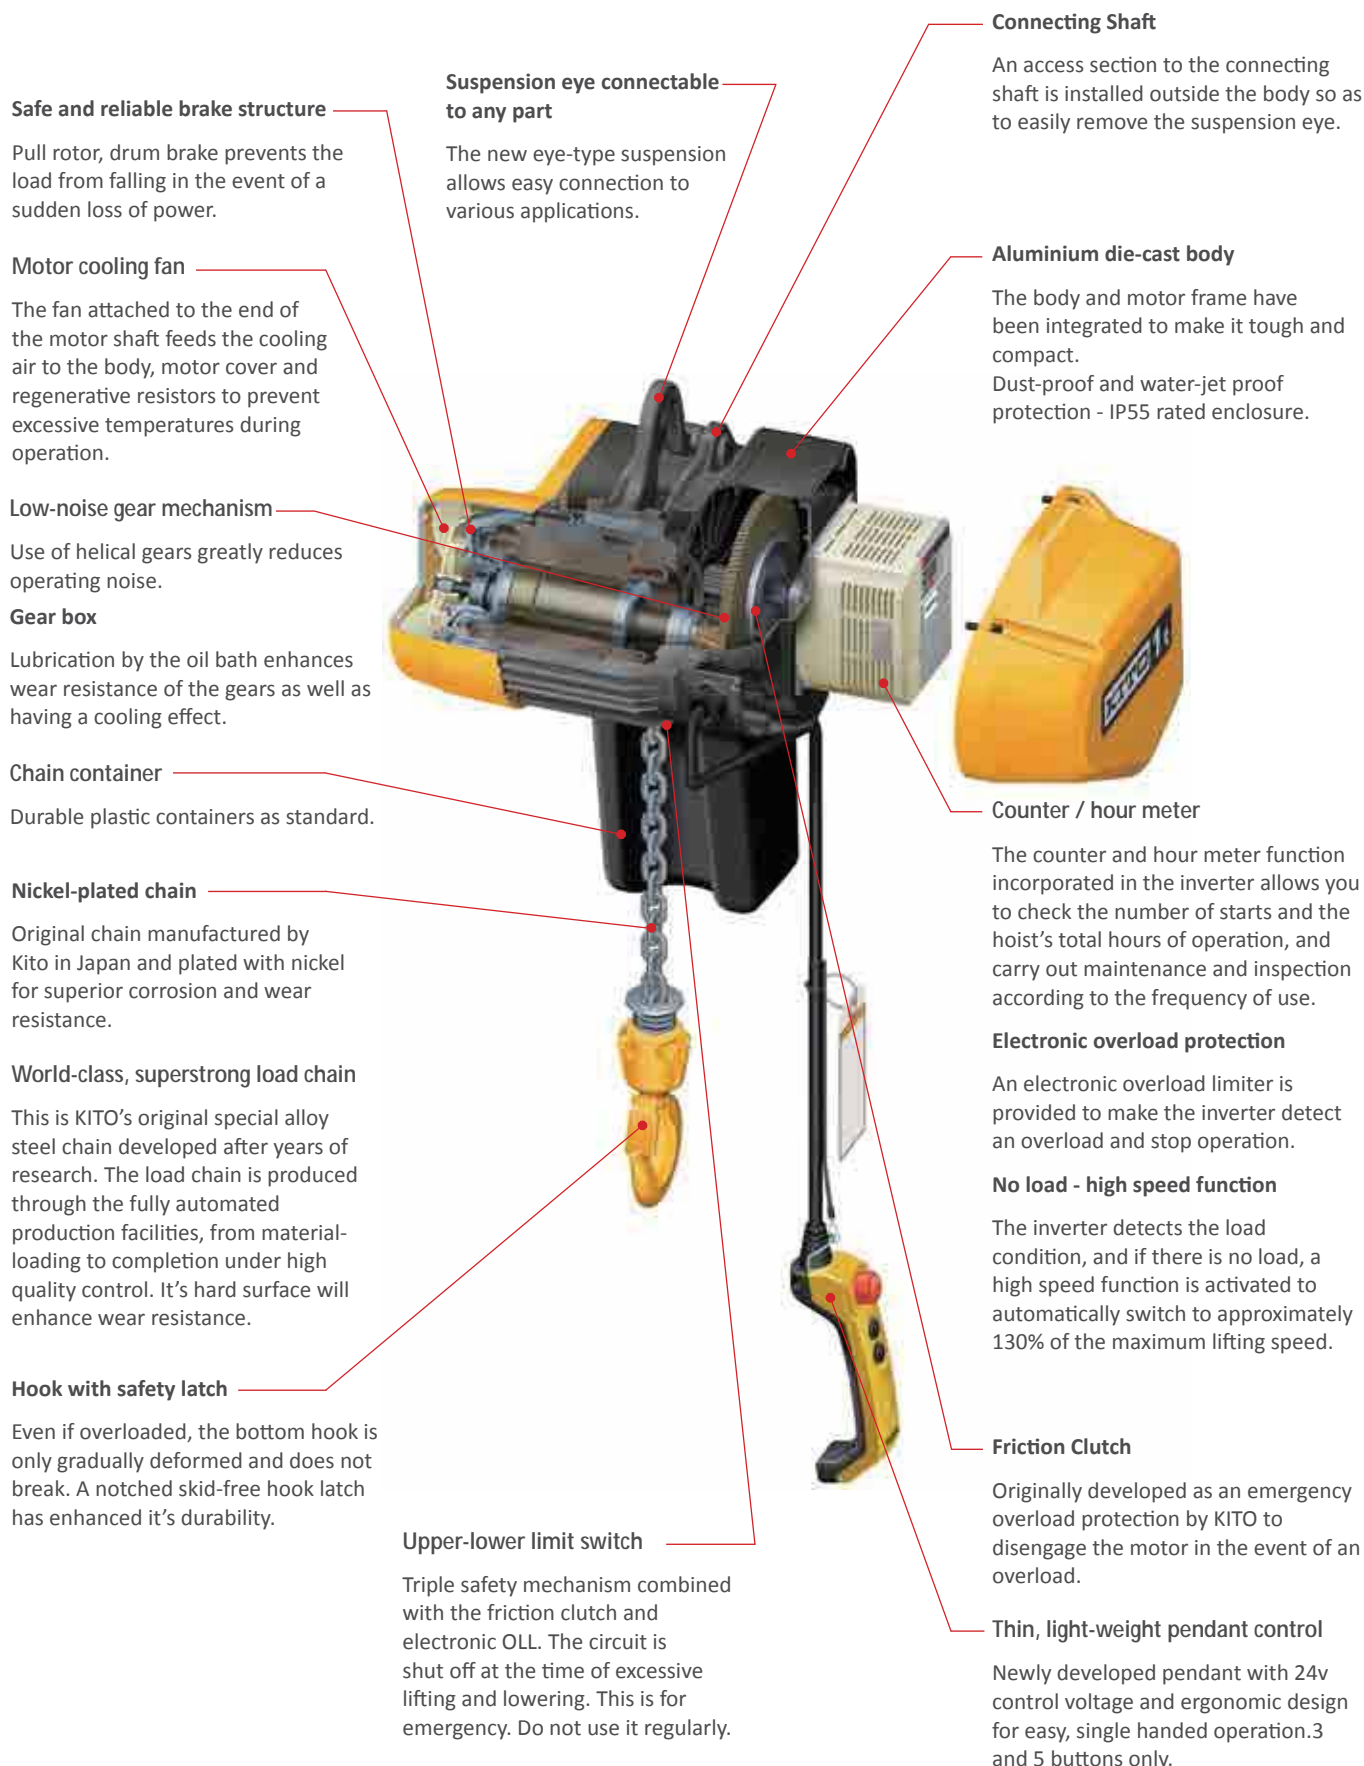 Connecting Shaft
An access section to the connecting
shaft is installed outside the body so as
to easily remove the suspension eye.
Suspension eye connectable
to any part
The new eye-type suspension
allows easy connection to
various applications.
Safe and reliable brake structure
Pull rotor, drum brake prevents the
load from falling in the event of a
sudden loss of power.
Motor cooling fan
The fan attached to the end of
the motor shaft feeds the cooling
air to the body, motor cover and
regenerative resistors to prevent
excessive temperatures during
operation.
Low-noise gear mechanism
Use of helical gears greatly reduces
operating noise.
Gear box
Lubrication by the oil bath enhances
wear resistance of the gears as well as
having a cooling effect.
Chain container
Durable plastic containers as standard.
Nickel-plated chain
Original chain manufactured by
Kito in Japan and plated with nickel
for superior corrosion and wear
resistance.
World-class, superstrong load chain
This is KITO's original special alloy
steel chain developed after years of
research. The load chain is produced
through the fully automated
production facilities, from material-
loading to completion under high
quality control. It's hard surface will
enhance wear resistance.
Hook with safety latch
Even if overloaded, the bottom hook is
only gradually deformed and does not
break. A notched skid-free hook latch
has enhanced it's durability.
Upper-lower limit switch
Triple safety mechanism combined
with the friction clutch and
electronic OLL. The circuit is
shut off at the time of excessive
lifting and lowering. This is for
emergency. Do not use it regularly.
Aluminium die-cast body
The body and motor frame have
been integrated to make it tough and
compact.
Dust-proof and water-jet proof
protection - IP55 rated enclosure.
KITO 1t
Counter / hour meter
The counter and hour meter function
incorporated in the inverter allows you
to check the number of starts and the
hoist's total hours of operation, and
carry out maintenance and inspection
according to the frequency of use.
Electronic overload protection
An electronic overload limiter is
provided to make the inverter detect
an overload and stop operation.
No load - high speed function
The inverter detects the load
condition, and if there is no load, a
high speed function is activated to
automatically switch to approximately
130% of the maximum lifting speed.
Friction Clutch
Originally developed as an emergency
overload protection by KITO to
disengage the motor in the event of an
overload.
Thin, light-weight pendant control
Newly developed pendant with 24v
control voltage and ergonomic design
for easy, single handed operation.3
and 5 buttons only.